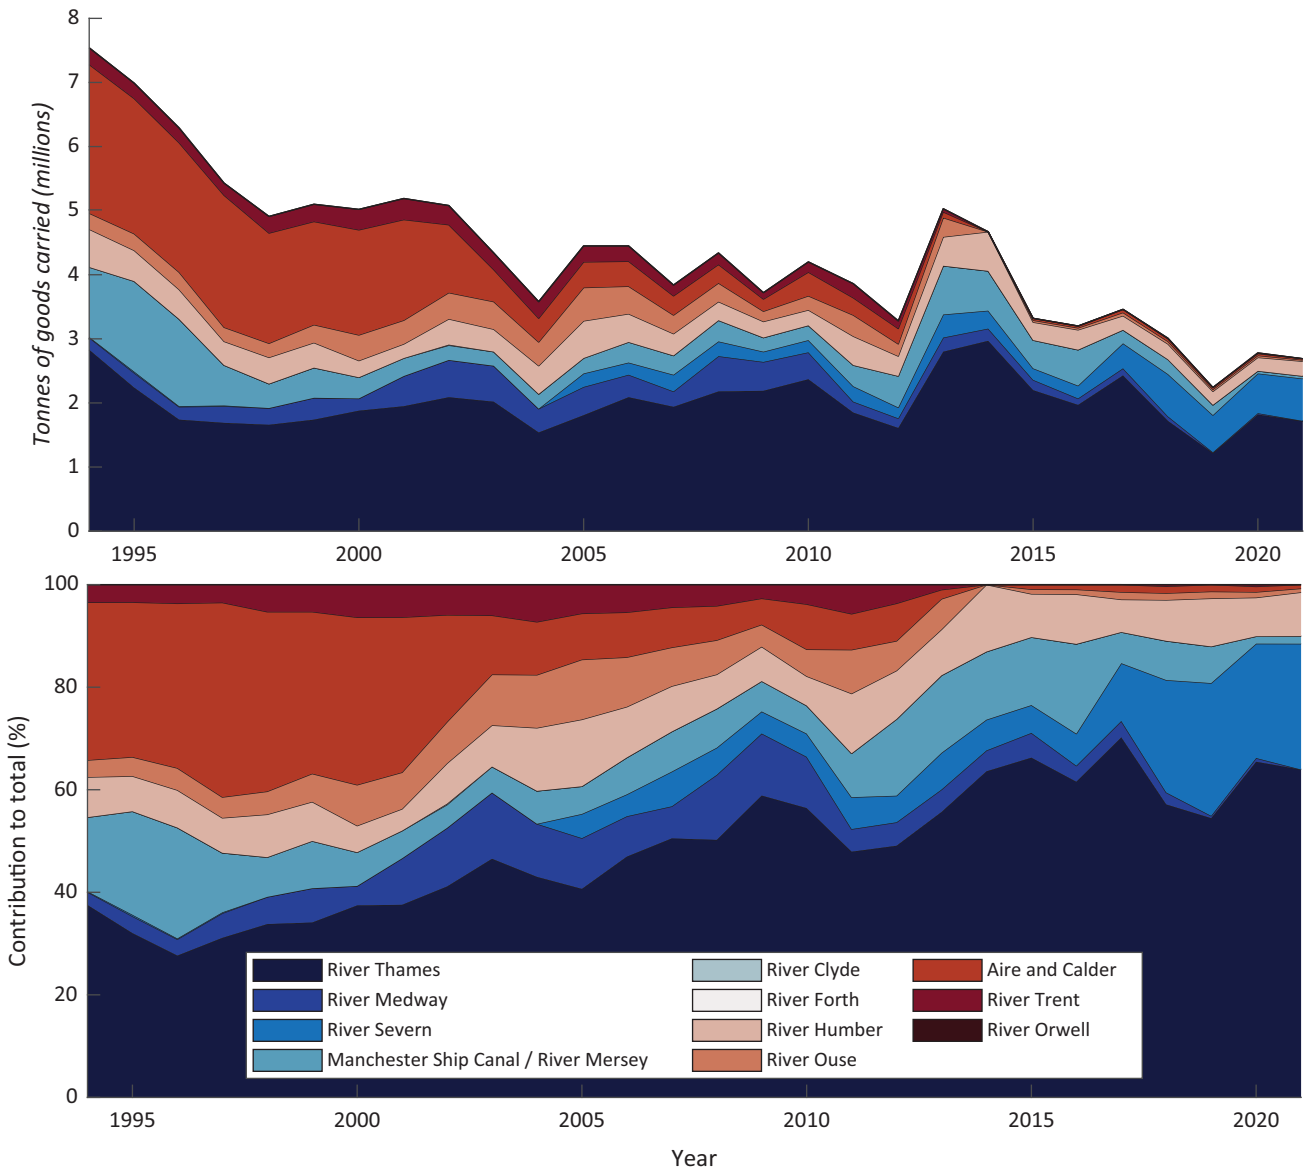 8
7
6
5
4
3
2
1
0
Tonnes of goods carried (millions)
1995 2000 2005 2010 2015 2020
100
80
60
40
20
0
Contribution to total (%)
River Thames
River Medway
River Severn
Manchester Ship Canal / River Mersey
River Clyde
River Forth
River Humber
River Ouse
Aire and Calder
River Trent
River Orwell
1995 2000 2005 2010 2015 2020
Year